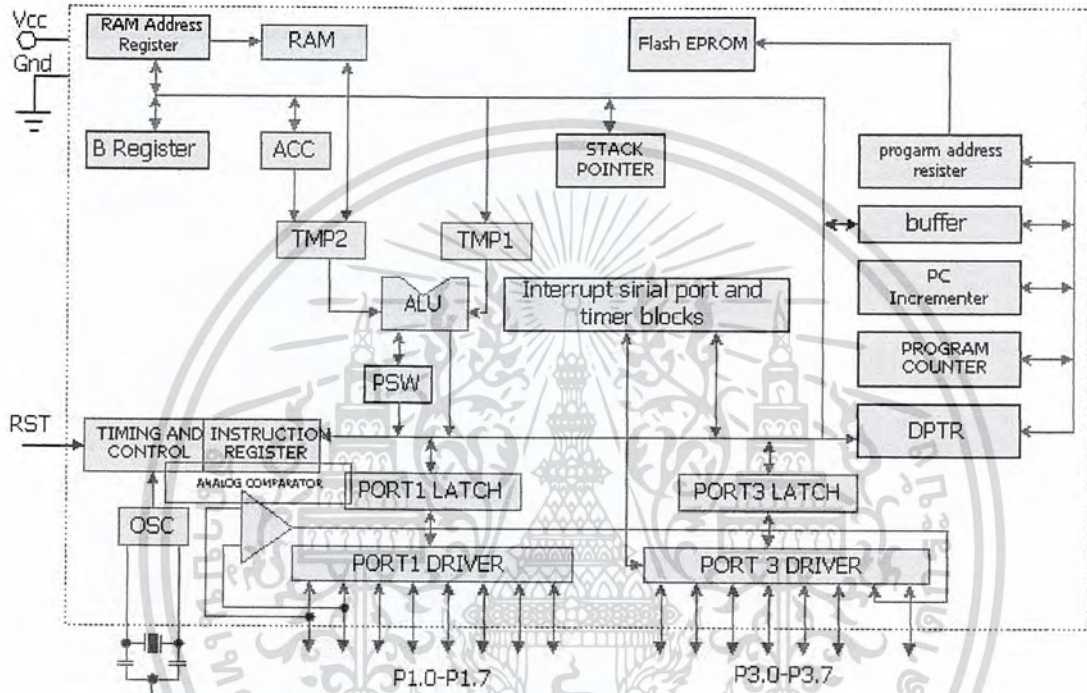 Vcc
Gnd
RAM Address
Register
RAM
Flash EPROM
B Register
ACC
STACK
POINTER
progarm address
resister
TMP2
TMP1
buffer
ALU
Interrupt sirial port and
timer blocks
PC
Incrementer
PSW
PROGRAM
COUNTER
RST
TIMING AND
CONTROL
INSTRUCTION
REGISTER
DPTR
ANALOG COMPARATOR
PORT1 LATCH
PORT3 LATCH
OSC
PORT1 DRIVER
PORT 3 DRIVER
P1.0-P1.7
P3.0-P3.7